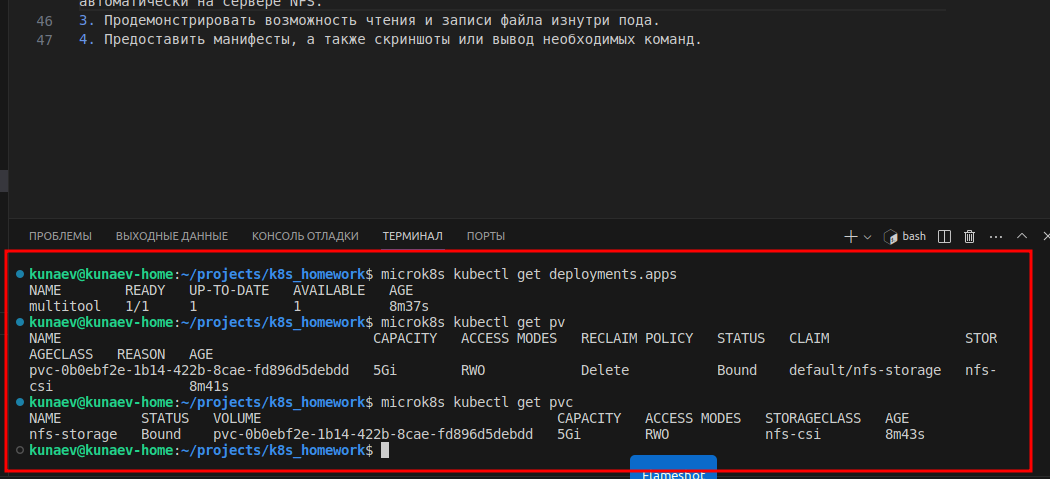 автоматически на сервере NFS.
46 3. Продемонстрировать возможность чтения и записи файла изнутри пода.
47 4. Предоставить манифесты, а также скриншоты или вывод необходимых команд.
ПРОБЛЕМЫ ВЫХОДНЫЕ ДАННЫЕ КОНСОЛЬ ОТЛАДКИ ТЕРМИНАЛ ПОРТЫ bash
kunaev@kunaev-home:~/projects/k8s_homework$ microk8s kubectl get deployments.apps
NAME READY UP-TO-DATE AVAILABLE AGE
multitool 1/1 1 1 8m37s
kunaev@kunaev-home:~/projects/k8s_homework$ microk8s kubectl get pv
NAME CAPACITY ACCESS MODES RECLAIM POLICY STATUS CLAIM STOR
AGECLASS REASON AGE
pvc-0b0ebf2e-1b14-422b-8cae-fd896d5debdd 5Gi RWO Delete Bound default/nfs-storage nfs-
csi 8m41s
kunaev@kunaev-home:~/projects/k8s_homework$ microk8s kubectl get pvc
NAME STATUS VOLUME CAPACITY ACCESS MODES STORAGECLASS AGE
nfs-storage Bound pvc-0b0ebf2e-1b14-422b-8cae-fd896d5debdd 5Gi RWO nfs-csi 8m43s
kunaev@kunaev-home:~/projects/k8s_homework$
Flameshot